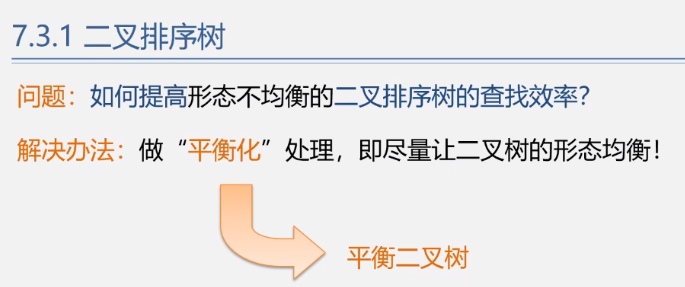 7.3.1 二叉排序树
问题：如何提高形态不均衡的二叉排序树的查找效率？
解决办法：做“平衡化”处理，即尽量让二叉树的形态均衡！
平衡二叉树